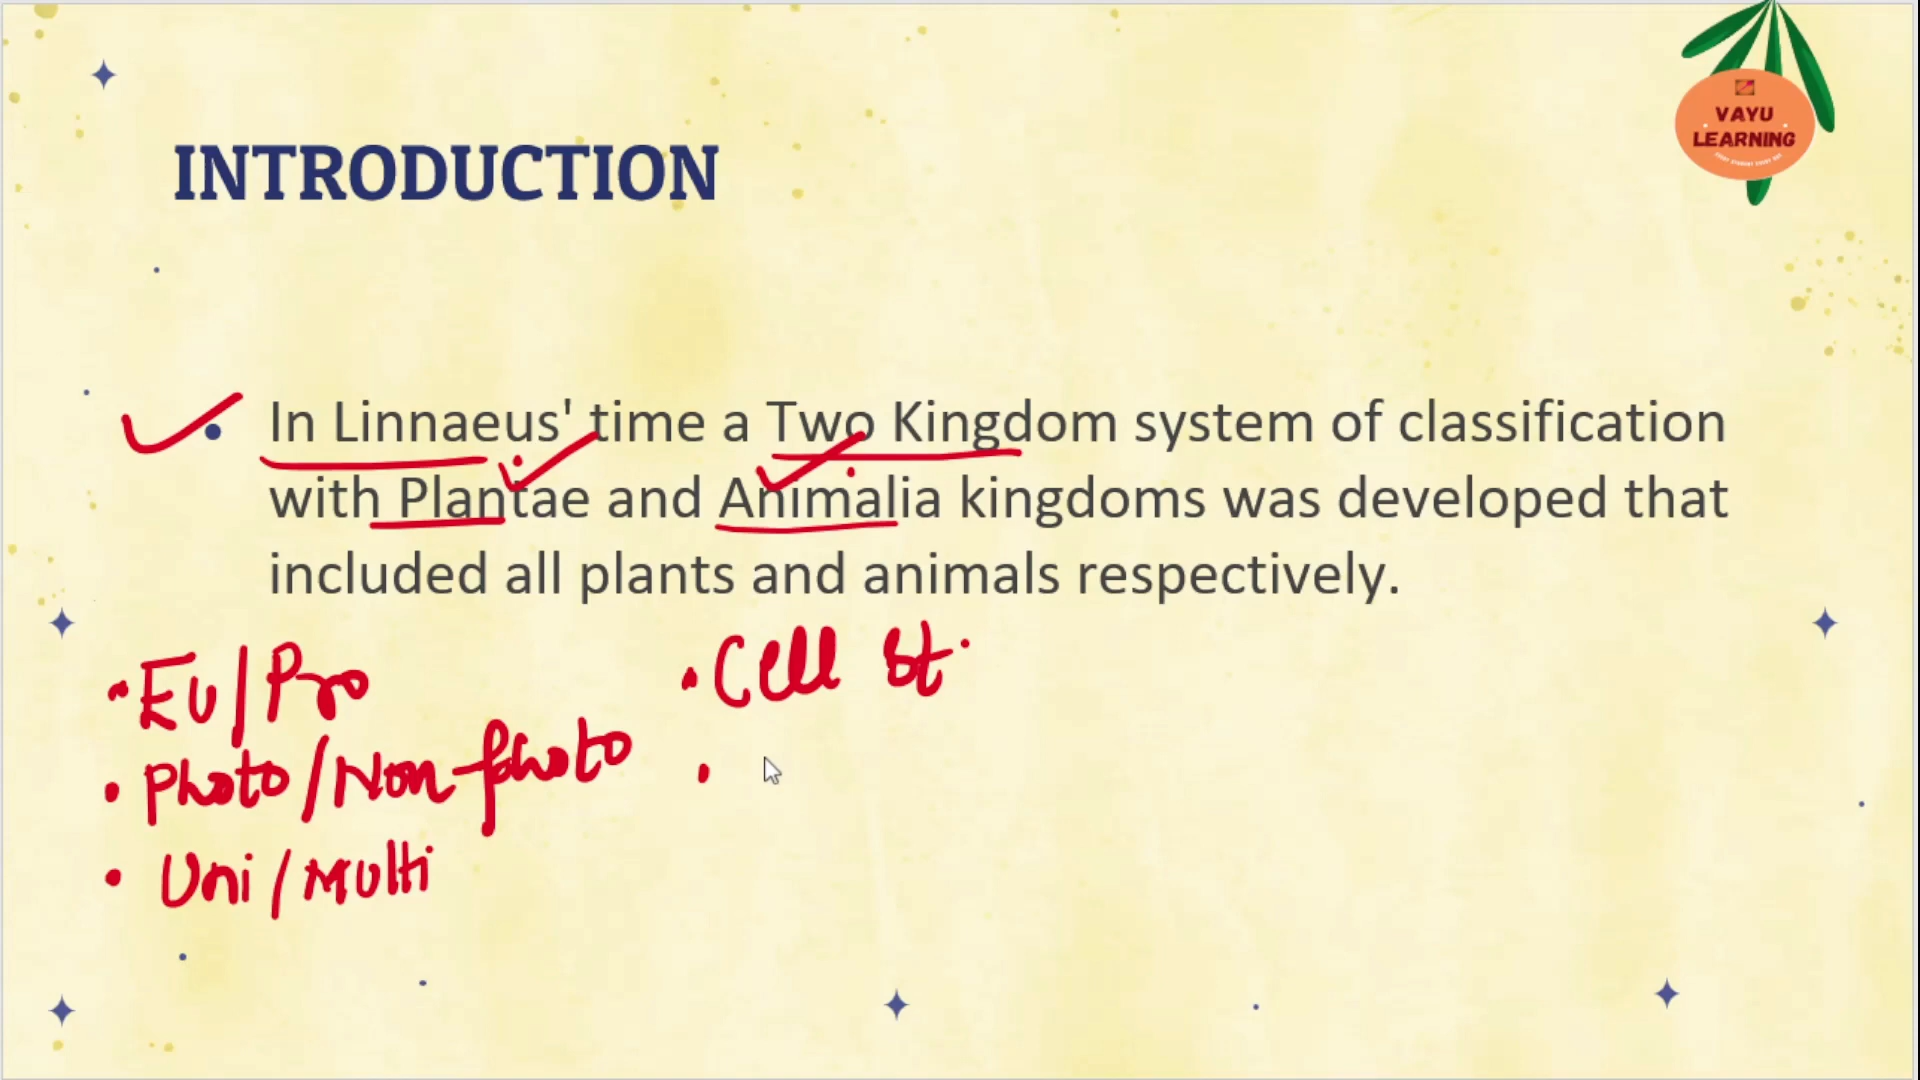 VAYU
LEARNING
INTRODUCTION
• In Linnaeus' time a Two Kingdom system of classification
with Plantae and Animalia kingdoms was developed that
included all plants and animals respectively.
• EU/Pro
• Photo/Non-photo
• Uni/Multi
• Cell St.
•